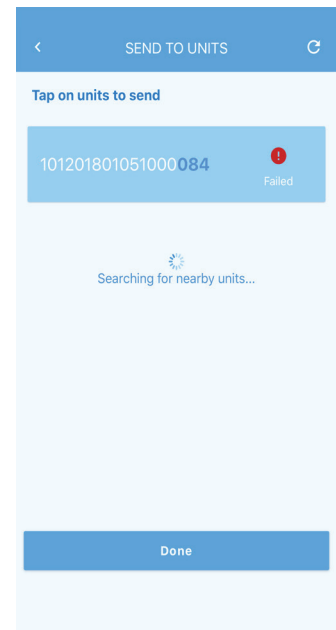 SEND TO UNITS
Tap on units to send
101201801051000084
Failed
Searching for nearby units...
Done